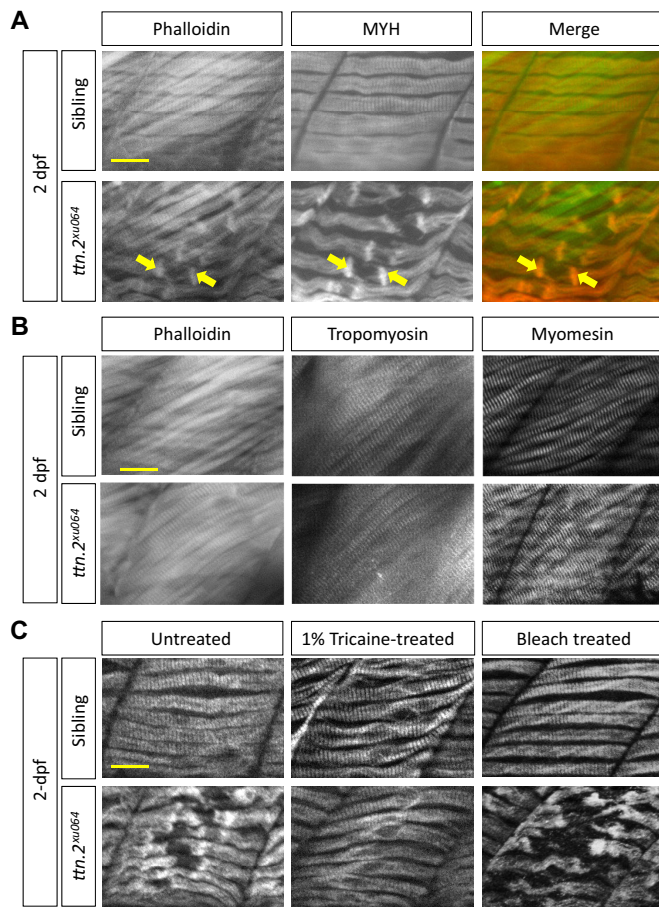 A
Phalloidin
MYH
Merge
2 dpf
Sibling
ttn.2xu064
B
Phalloidin
Tropomyosin
Myomesin
2 dpf
Sibling
ttn.2xu064
C
Untreated
1% Tricaine-treated
Bleach treated
2-dpf
Sibling
ttn.2xu064